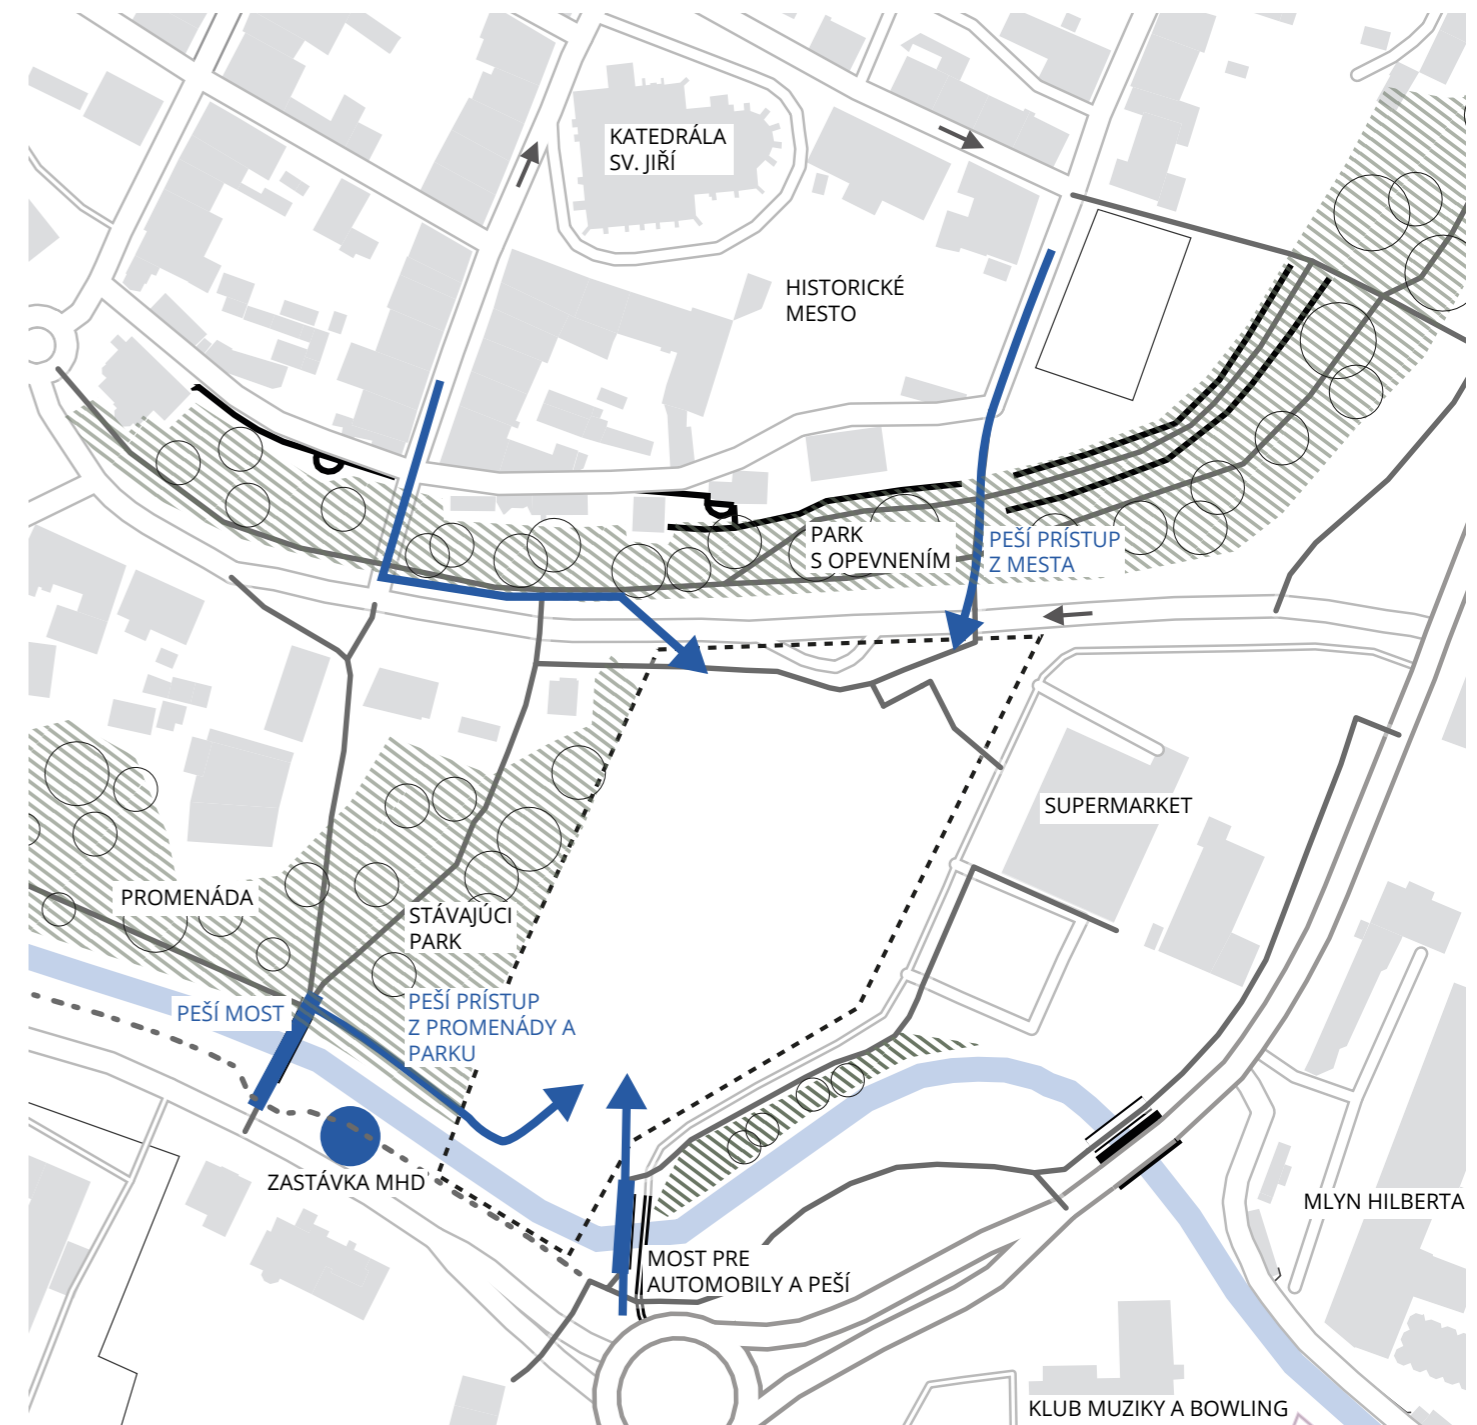 KATEDRÁLA
SV. JIŘÍ
HISTORICKÉ
MESTO
PARK
S OPEVNENÍM
PEŠÍ PRÍSTUP
Z MESTA
SUPERMARKET
PROMENÁDA
STÁVAJÚCI
PARK
PEŠÍ MOST
PEŠÍ PRÍSTUP
Z PROMENÁDY A
PARKU
ZASTÁVKA MHD
MLYN HILBERTA
MOST PRE
AUTOMOBILY A PEŠÍ
KLUB MUZIKY A BOWLING